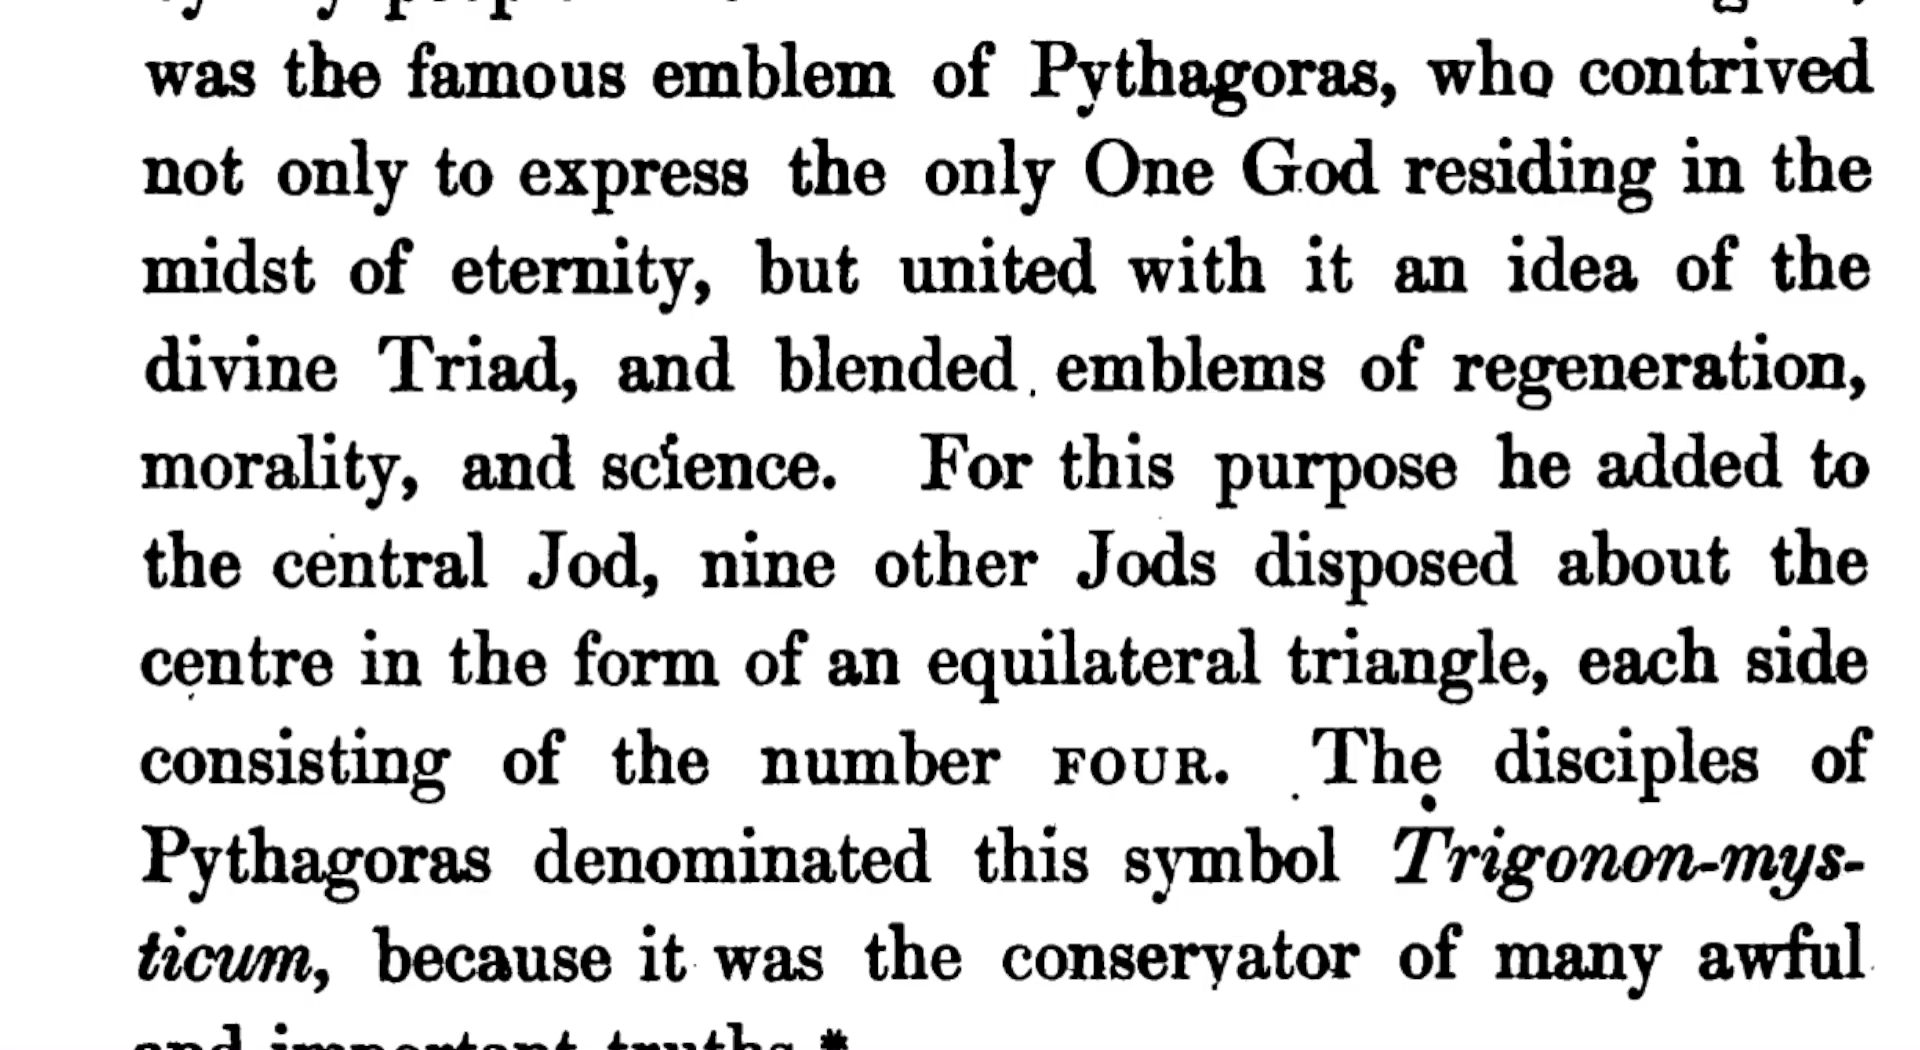 was the famous emblem of Pythagoras, who contrived
not only to express the only One God residing in the
midst of eternity, but united with it an idea of the
divine Triad, and blended emblems of regeneration,
morality, and science. For this purpose he added to
the central Jod, nine other Jods disposed about the
centre in the form of an equilateral triangle, each side
consisting of the number FOUR. The disciples of
Pythagoras denominated this symbol Trigonon-mys-
ticum, because it was the conservator of many awful
and important truths.*